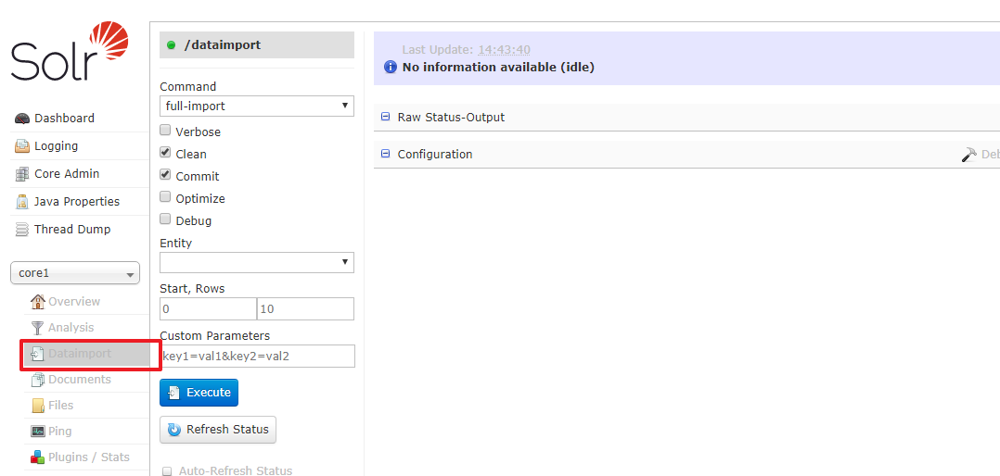 Solr
Dashboard
Logging
Core Admin
Java Properties
Thread Dump
core1
Overview
Analysis
Dataimport
Documents
Files
Ping
Plugins / Stats
/dataimport
Command
full-import
Verbose
Clean
Commit
Optimize
Debug
Entity
Start, Rows
0 10
Custom Parameters
key1=val1&key2=val2
Execute
Refresh Status
Auto-Refresh Status
Last Update: 14:43:40
No information available (idle)
Raw Status-Output
Configuration
Deb